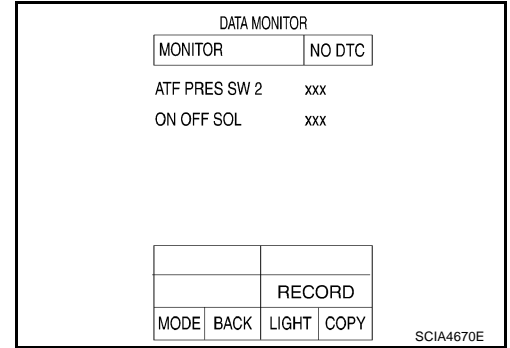 DATA MONITOR
MONITOR NO DTC
ATF PRES SW 2 xxx
ON OFF SOL xxx
RECORD
MODE BACK LIGHT COPY
SCIA4670E